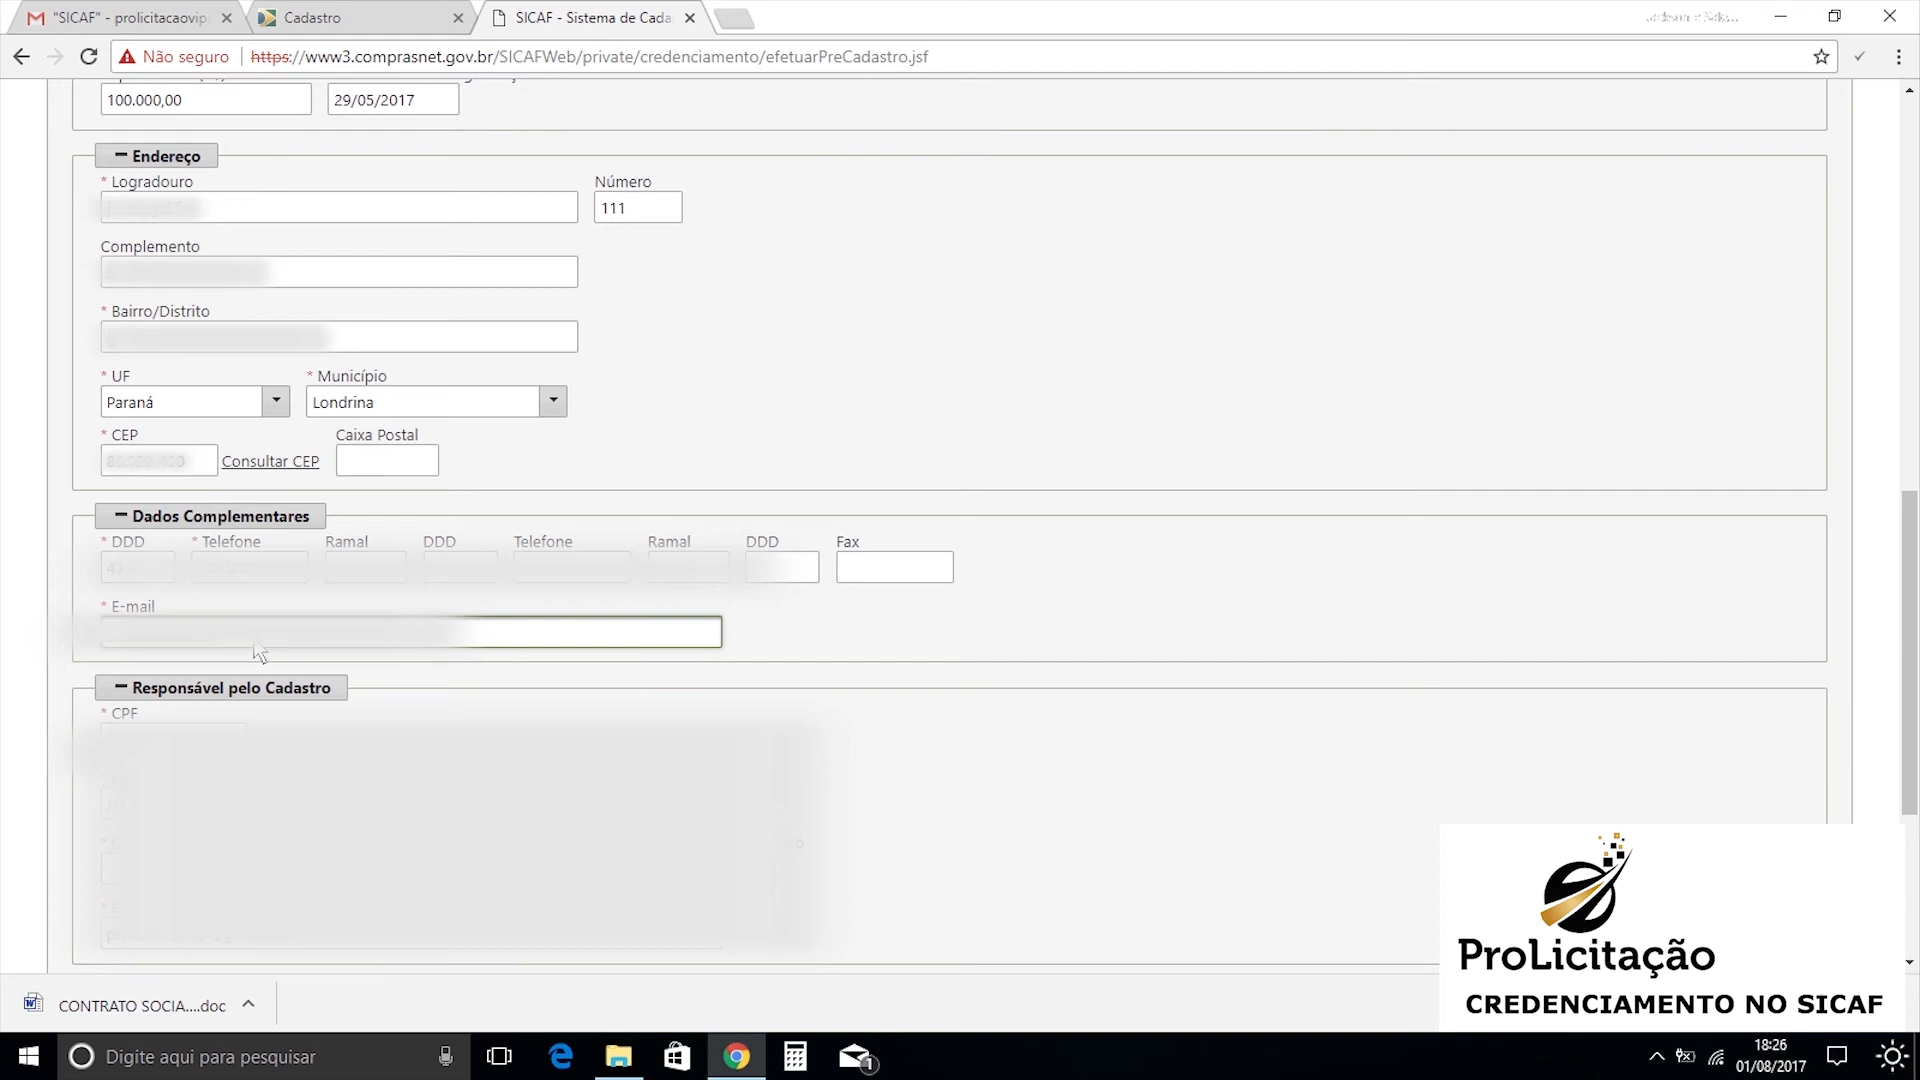 "SICAF" - prolicitacaovip
Cadastro
SICAF - Sistema de Cada
Não seguro
https://www3.comprasnet.gov.br/SICAFWeb/private/credenciamento/efetuarPreCadastro.jsf
100.000,00
29/05/2017
Endereço
* Logradouro
Número
111
Complemento
* Bairro/Distrito
* UF
* Município
Paraná
Londrina
* CEP
Caixa Postal
Consultar CEP
Dados Complementares
* DDD
* Telefone
Ramal
DDD
Telefone
Ramal
DDD
Fax
* E-mail
Responsável pelo Cadastro
* CPF
ProLicitação
CREDENCIAMENTO NO SICAF
CONTRATO SOCIA....doc
Digite aqui para pesquisar
1
18:26
01/08/2017